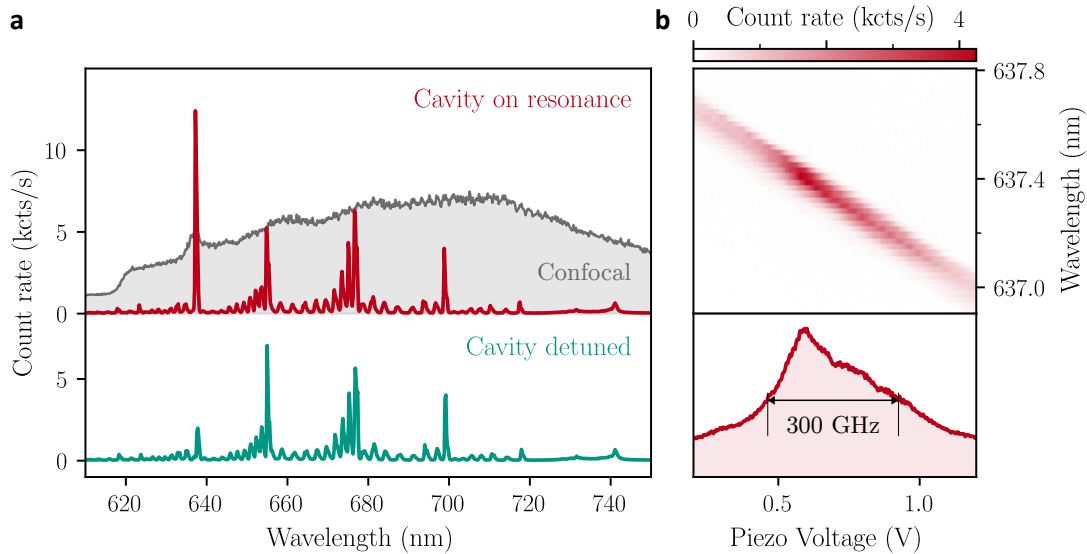 a
Count rate (kcts/s)
10
5
0
5
0
Cavity on resonance
Confocal
Cavity detuned
620 640 660 680 700 720 740
Wavelength (nm)
b
0 Count rate (kcts/s) 4
637.8
637.4
637.0
Wavelength (nm)
300 GHz
0.5 1.0
Piezo Voltage (V)